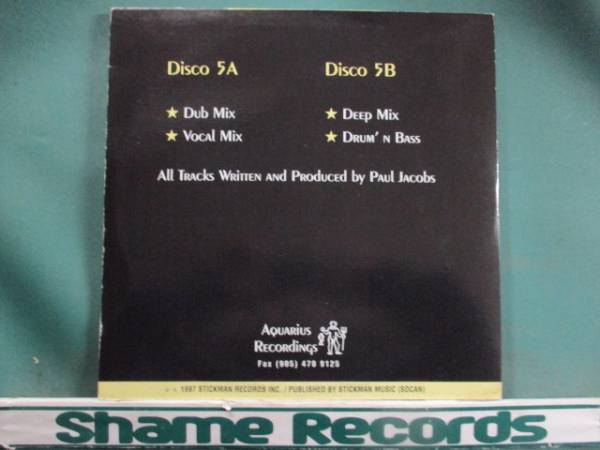 Disco 5A
Disco 5B
★ Dub Mix
★ Deep Mix
★ Vocal Mix
★ Drum' n Bass
All Tracks Written and Produced by Paul Jacobs
Aquarius
Recordings
Fax (905) 470 9125
1997 STICKMAN RECORDS INC. / PUBLISHED BY STICKMAN MUSIC (SOCAN)
Shame Records